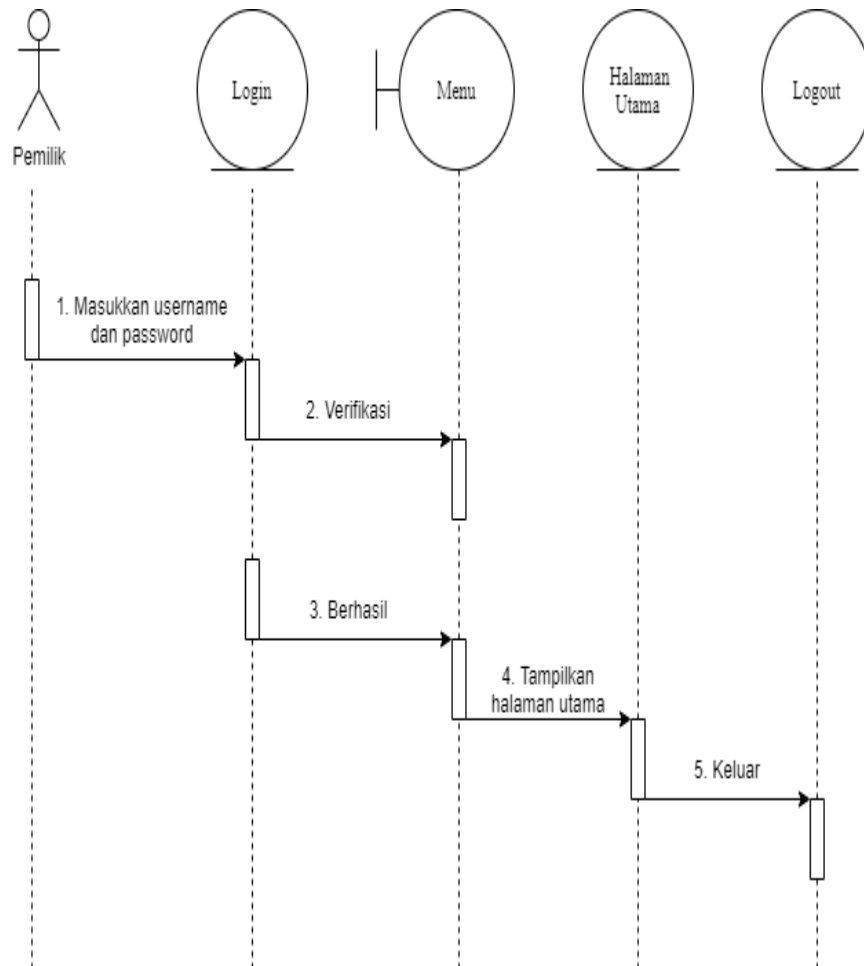 Pemilik
Login
Menu
Halaman
Utama
Logout
1. Masukkan username
dan password
2. Verifikasi
3. Berhasil
4. Tampilkan
halaman utama
5. Keluar